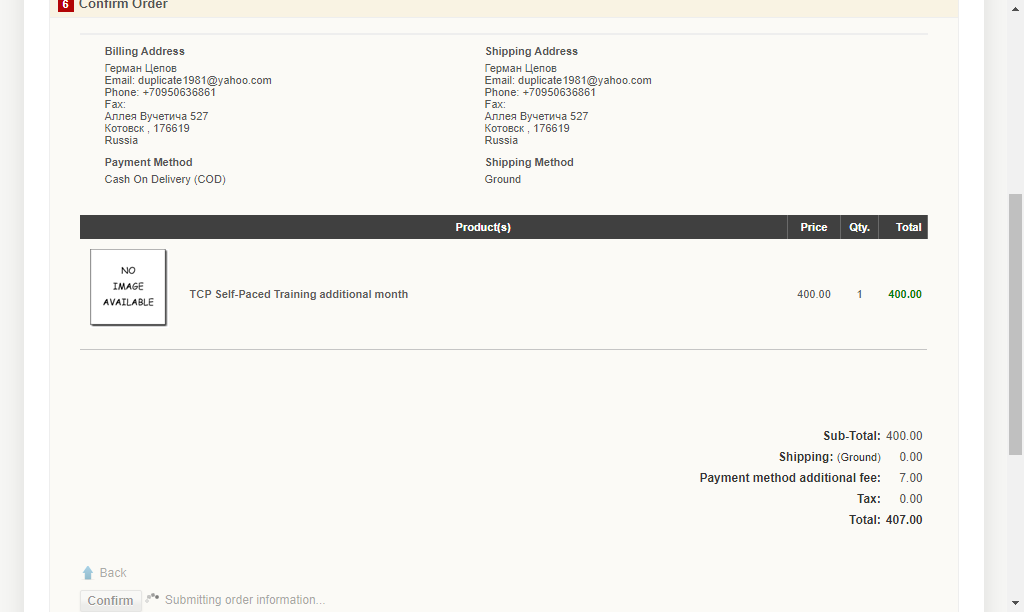 6 Confirm Order
Billing Address
Герман Цепов
Email: duplicate1981@yahoo.com
Phone: +70950636861
Fax:
Аллея Вучетича 527
Котовск , 176619
Russia
Payment Method
Cash On Delivery (COD)
Shipping Address
Герман Цепов
Email: duplicate1981@yahoo.com
Phone: +70950636861
Fax:
Аллея Вучетича 527
Котовск , 176619
Russia
Shipping Method
Ground
Product(s) Price Qty. Total
NO
IMAGE
AVAILABLE
TCP Self-Paced Training additional month 400.00 1 400.00
Sub-Total: 400.00
Shipping: (Ground) 0.00
Payment method additional fee: 7.00
Tax: 0.00
Total: 407.00
Back
Confirm Submitting order information...